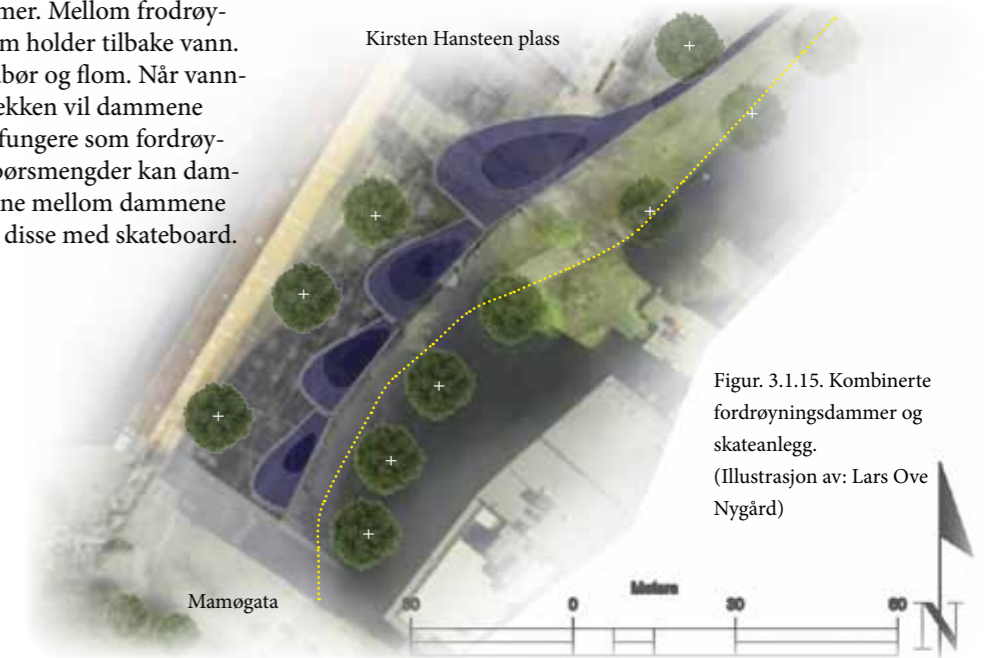 mer. Mellom frodrøy-
m holder tilbake vann.
bør og flom. Når vann-
ekken vil dammene
fungere som fordrøy-
ørsmengder kan dam-
ne mellom dammene
disse med skateboard.
Kirsten Hansteen plass
Figur. 3.1.15. Kombinerte
fordrøyningsdammer og
skateanlegg.
(Illustrasjon av: Lars Ove
Nygård)
Mamøgata
Meters
30 0 30 60
N